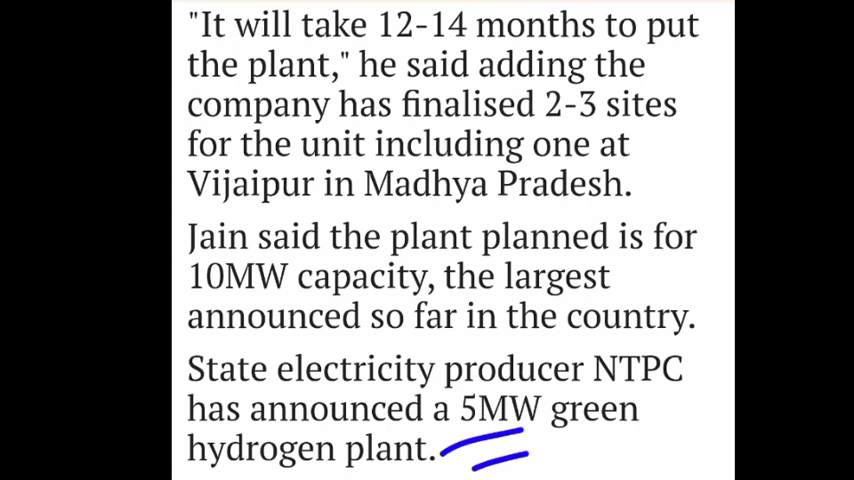 "It will take 12-14 months to put
the plant," he said adding the
company has finalised 2-3 sites
for the unit including one at
Vijaipur in Madhya Pradesh.
Jain said the plant planned is for
10MW capacity, the largest
announced so far in the country.
State electricity producer NTPC
has announced a 5MW green
hydrogen plant.